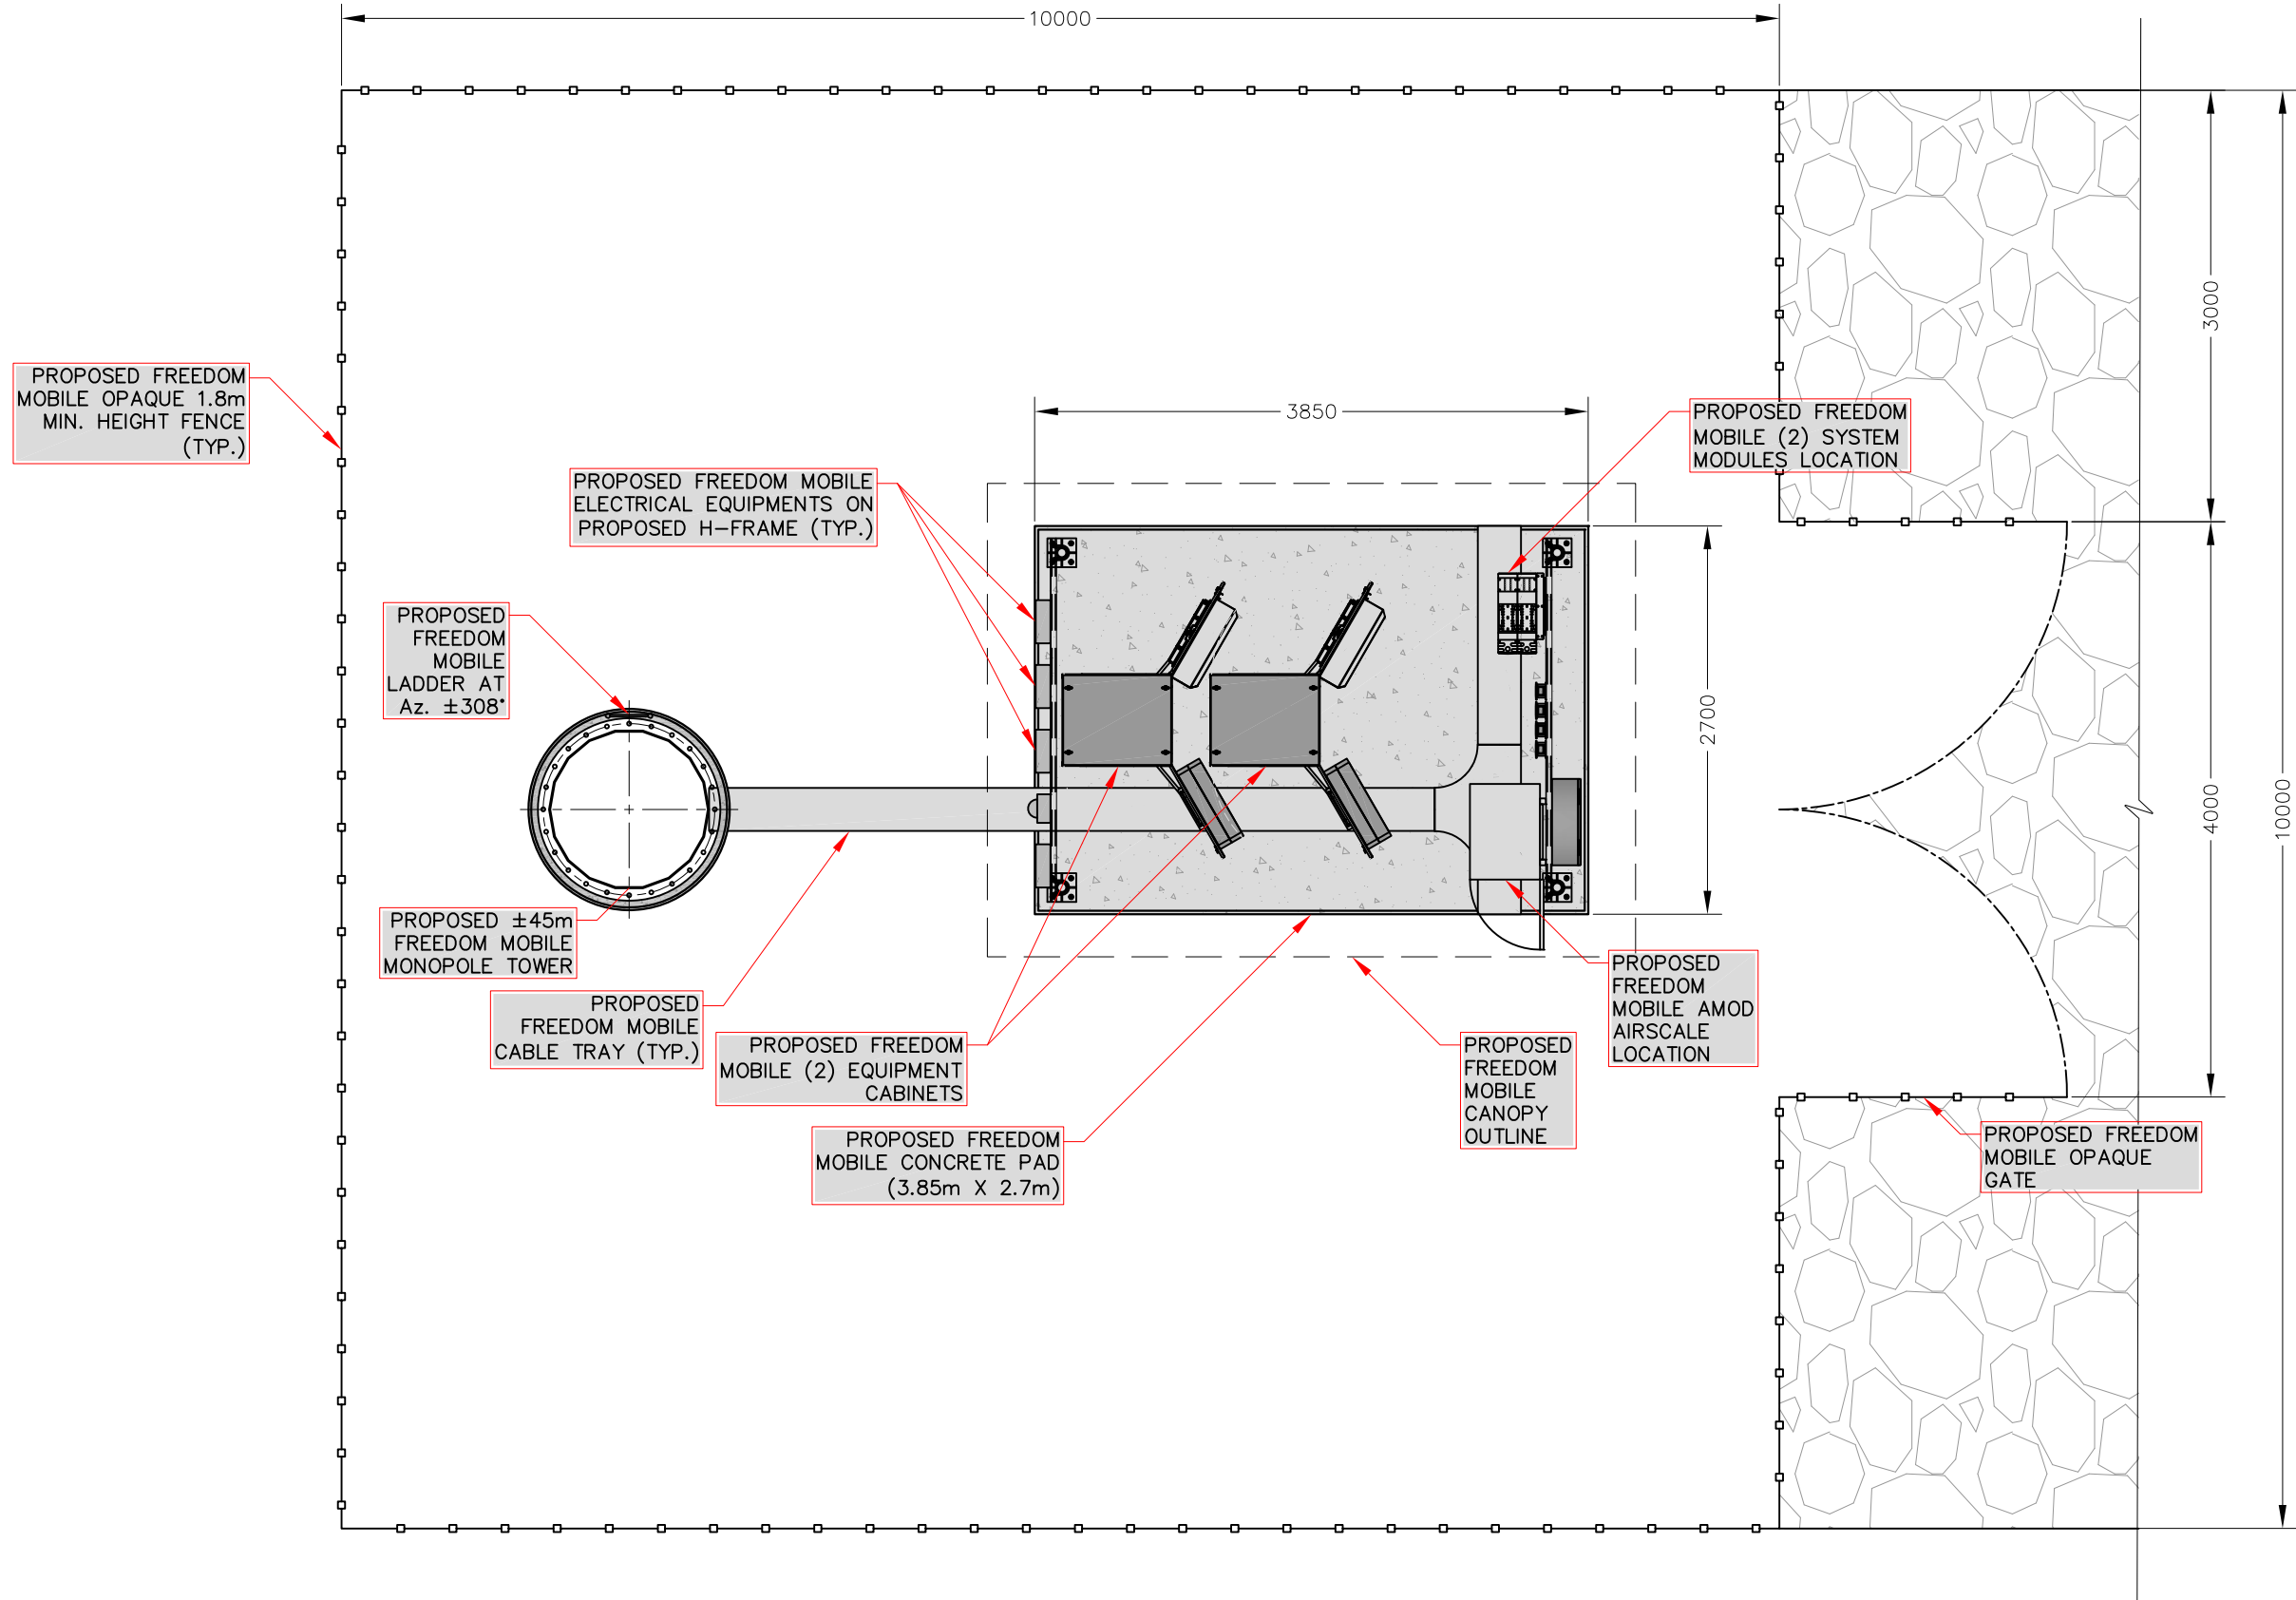 10000
PROPOSED FREEDOM
MOBILE OPAQUE 1.8m
MIN. HEIGHT FENCE
(TYP.)
3000
3850
PROPOSED FREEDOM
MOBILE (2) SYSTEM
MODULES LOCATION
PROPOSED FREEDOM MOBILE
ELECTRICAL EQUIPMENTS ON
PROPOSED H-FRAME (TYP.)
PROPOSED
FREEDOM
MOBILE
LADDER AT
Az. ±308°
2700
4000
10000
PROPOSED ±45m
FREEDOM MOBILE
MONOPOLE TOWER
PROPOSED
FREEDOM MOBILE
CABLE TRAY (TYP.)
PROPOSED FREEDOM
MOBILE (2) EQUIPMENT
CABINETS
PROPOSED FREEDOM
MOBILE CONCRETE PAD
(3.85m X 2.7m)
PROPOSED
FREEDOM
MOBILE
CANOPY
OUTLINE
PROPOSED
FREEDOM
MOBILE AMOD
AIRSCALE
LOCATION
PROPOSED FREEDOM
MOBILE OPAQUE
GATE